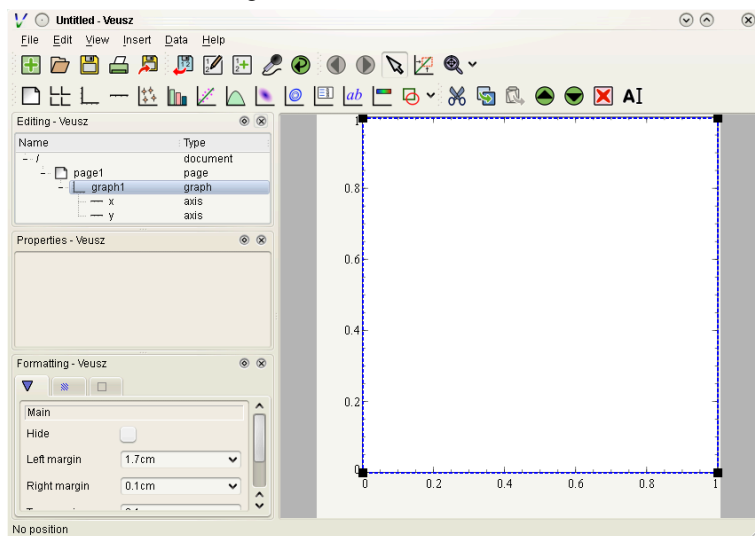 Untitled - Veusz
File Edit View Insert Data Help
ab AI
Editing - Veusz
Name Type
/ document
page1 page
graph1 graph
x axis
y axis
Properties - Veusz
Formatting - Veusz
Main
Hide
Left margin 1.7cm
Right margin 0.1cm
No position
1
0.8
0.6
0.4
0.2
0
0 0.2 0.4 0.6 0.8 1